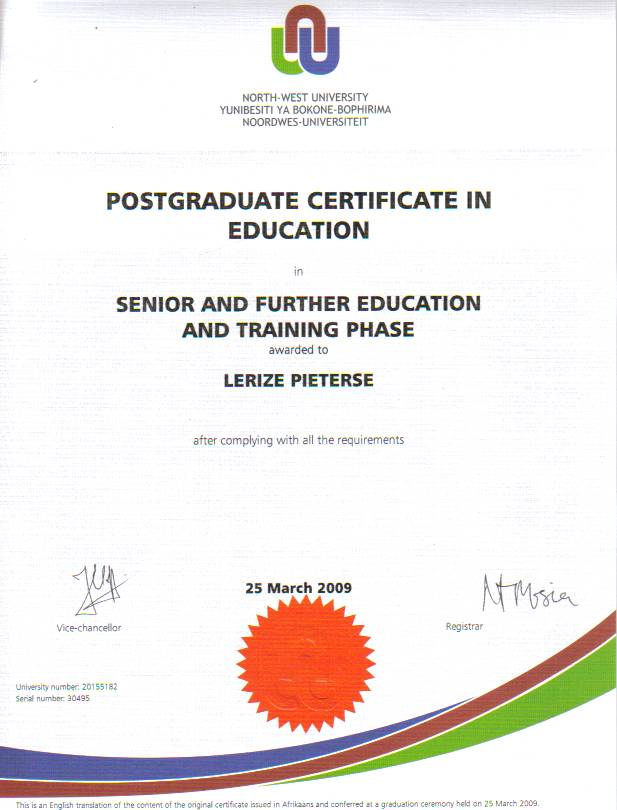 NORTH-WEST UNIVERSITY
YUNIBESITI YA BOKONE-BOPHIRIMA
NOORDWES-UNIVERSITEIT
POSTGRADUATE CERTIFICATE IN
EDUCATION
in
SENIOR AND FURTHER EDUCATION
AND TRAINING PHASE
awarded to
LERIZE PIETERSE
after complying with all the requirements
25 March 2009
Vice-chancellor
Registrar
University number: 20155182
Serial number: 30495
This is an English translation of the content of the original certificate issued in Afrikaans and conferred at a graduation ceremony held on 25 March 2009.